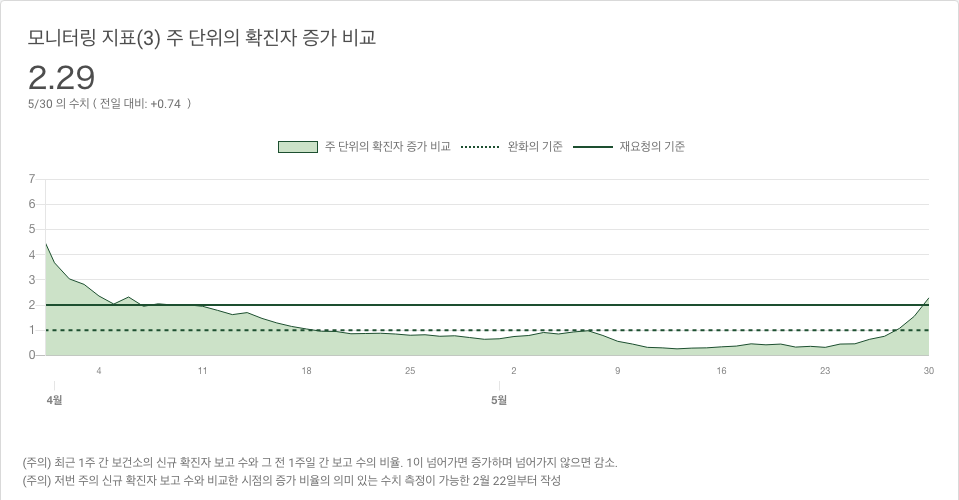 모니터링 지표(3) 주 단위의 확진자 증가 비교
2.29
5/30 의 수치 ( 전일 대비: +0.74 )
주 단위의 확진자 증가 비교 완화의 기준 재요청의 기준
7
6
5
4
3
2
1
0
4 11 18 25 2 9 16 23 30
4월 5월
(주의) 최근 1주 간 보건소의 신규 확진자 보고 수와 그 전 1주일 간 보고 수의 비율. 1이 넘어가면 증가하며 넘어가지 않으면 감소.
(주의) 저번 주의 신규 확진자 보고 수와 비교한 시점의 증가 비율의 의미 있는 수치 측정이 가능한 2월 22일부터 작성